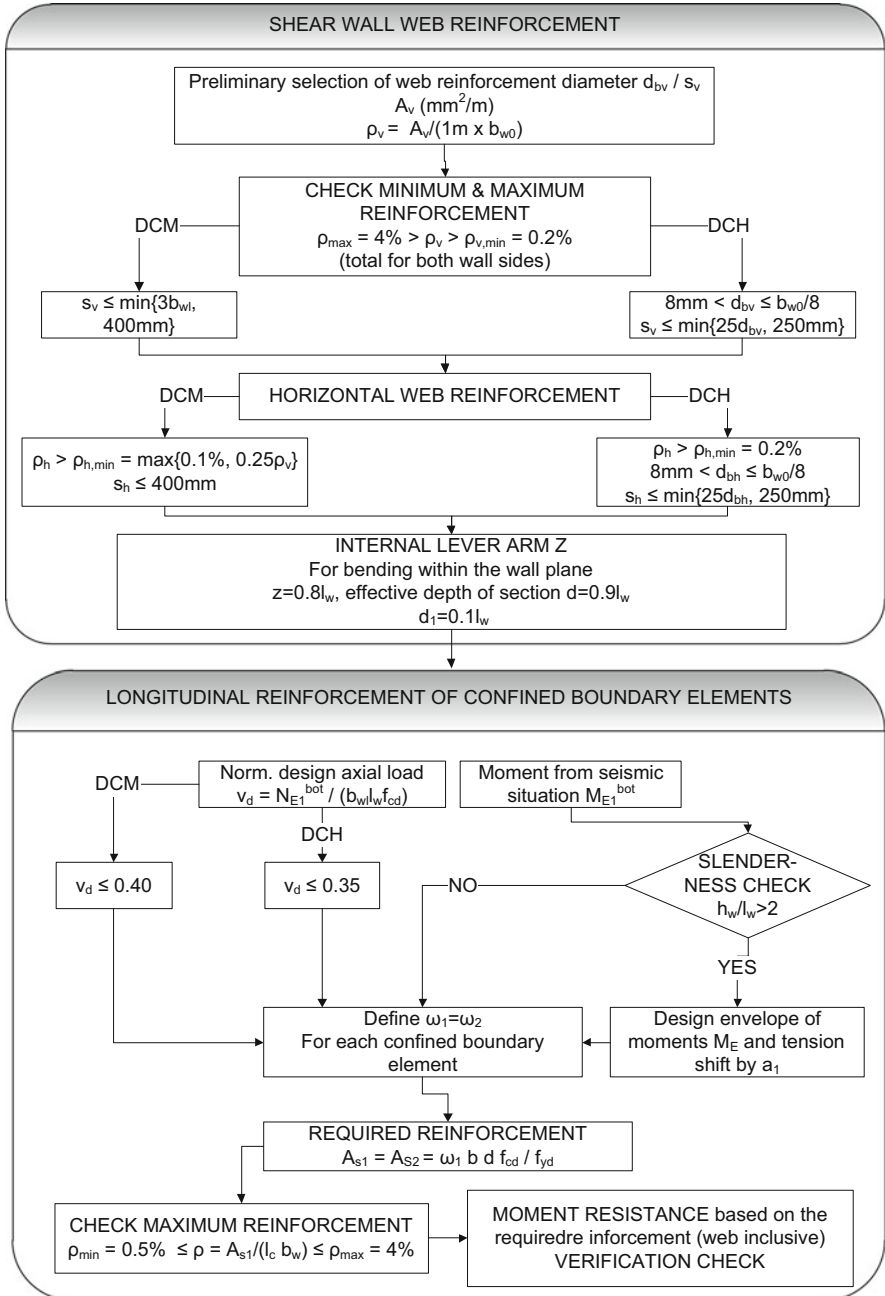 SHEAR WALL WEB REINFORCEMENT
Preliminary selection of web reinforcement diameter d_bv / s_v
A_v (mm²/m)
ρ_v = A_v/(1m x b_w0)
CHECK MINIMUM & MAXIMUM
REINFORCEMENT
ρ_max = 4% > ρ_v > ρ_v,min = 0.2%
(total for both wall sides)
DCM
DCH
s_v ≤ min{3b_wl,
400mm}
8mm < d_bv ≤ b_w0/8
s_v ≤ min{25d_bv, 250mm}
HORIZONTAL WEB REINFORCEMENT
DCM
DCH
ρ_h > ρ_h,min = max{0.1%, 0.25ρ_v}
s_h ≤ 400mm
ρ_h > ρ_h,min = 0.2%
8mm < d_bh ≤ b_w0/8
s_h ≤ min{25d_bh, 250mm}
INTERNAL LEVER ARM Z
For bending within the wall plane
z=0.8l_w, effective depth of section d=0.9l_w
d_1=0.1l_w
LONGITUDINAL REINFORCEMENT OF CONFINED BOUNDARY ELEMENTS
DCM
Norm. design axial load
v_d = N_E1^bot / (b_wl l_w f_cd)
Moment from seismic
situation M_E1^bot
DCH
v_d ≤ 0.40
v_d ≤ 0.35
NO
SLENDER-
NESS CHECK
h_w/l_w>2
YES
Define ω_1=ω_2
For each confined boundary
element
Design envelope of
moments M_E and tension
shift by a_1
REQUIRED REINFORCEMENT
A_s1 = A_S2 = ω_1 b d f_cd / f_yd
CHECK MAXIMUM REINFORCEMENT
ρ_min = 0.5% ≤ ρ = A_s1/(l_c b_w) ≤ ρ_max = 4%
MOMENT RESISTANCE based on the
requiredre inforcement (web inclusive)
VERIFICATION CHECK